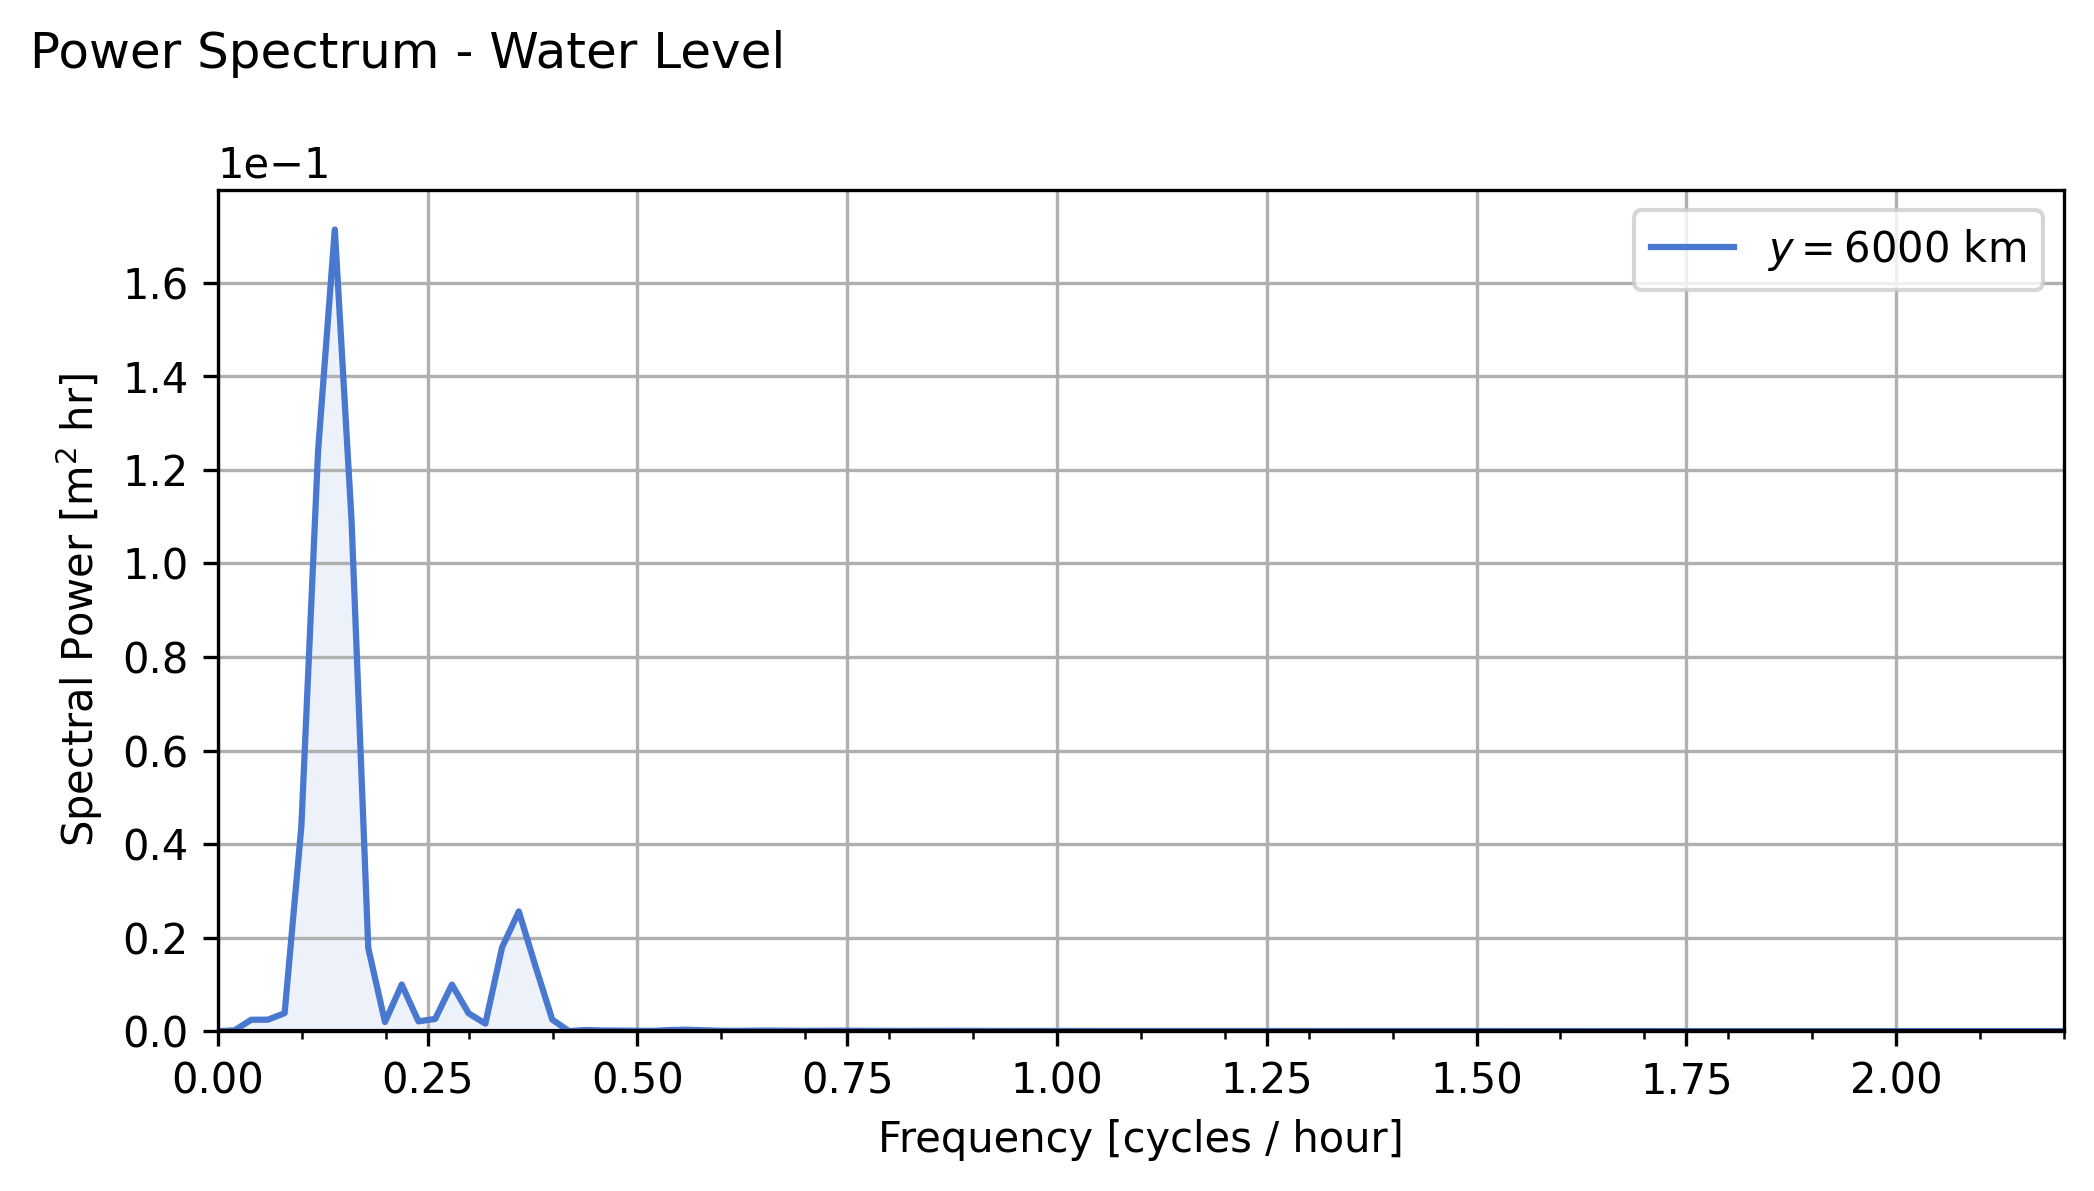 Power Spectrum - Water Level
1e−1
1.6
1.4
1.2
1.0
0.8
0.6
0.4
0.2
0.0
Spectral Power [m² hr]
y = 6000 km
0.00 0.25 0.50 0.75 1.00 1.25 1.50 1.75 2.00
Frequency [cycles / hour]